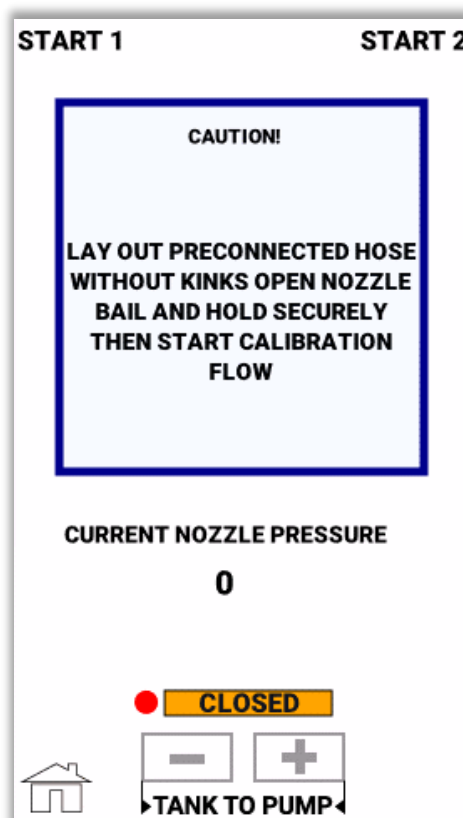 START 1 START 2
CAUTION!
LAY OUT PRECONNECTED HOSE
WITHOUT KINKS OPEN NOZZLE
BAIL AND HOLD SECURELY
THEN START CALIBRATION
FLOW
CURRENT NOZZLE PRESSURE
0
CLOSED
- +
TANK TO PUMP